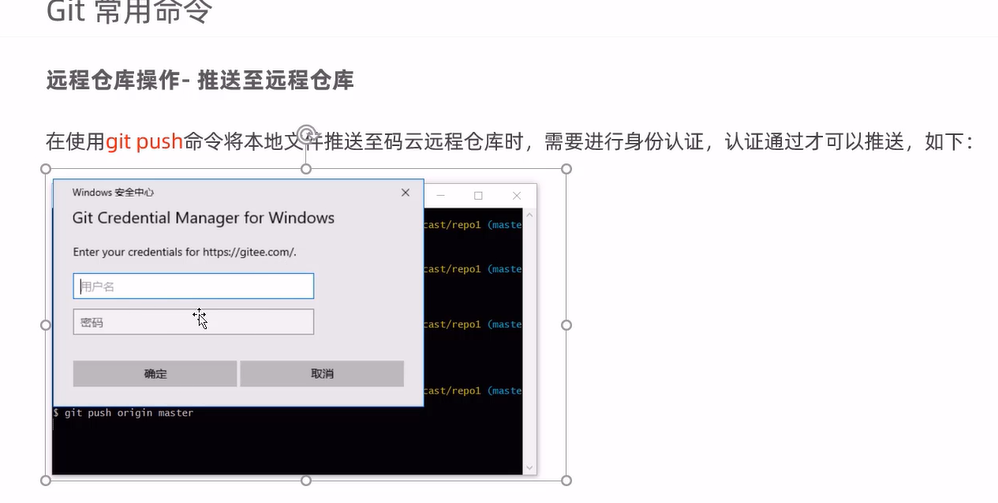 Git 常用命令
远程仓库操作- 推送至远程仓库
在使用git push命令将本地文件推送至码云远程仓库时，需要进行身份认证，认证通过才可以推送，如下：
Windows 安全中心
Git Credential Manager for Windows
Enter your credentials for https://gitee.com/.
用户名
密码
确定
取消
cast/repo1 (maste
cast/repo1 (maste
cast/repo1 (maste
cast/repo1 (maste
$ git push origin master